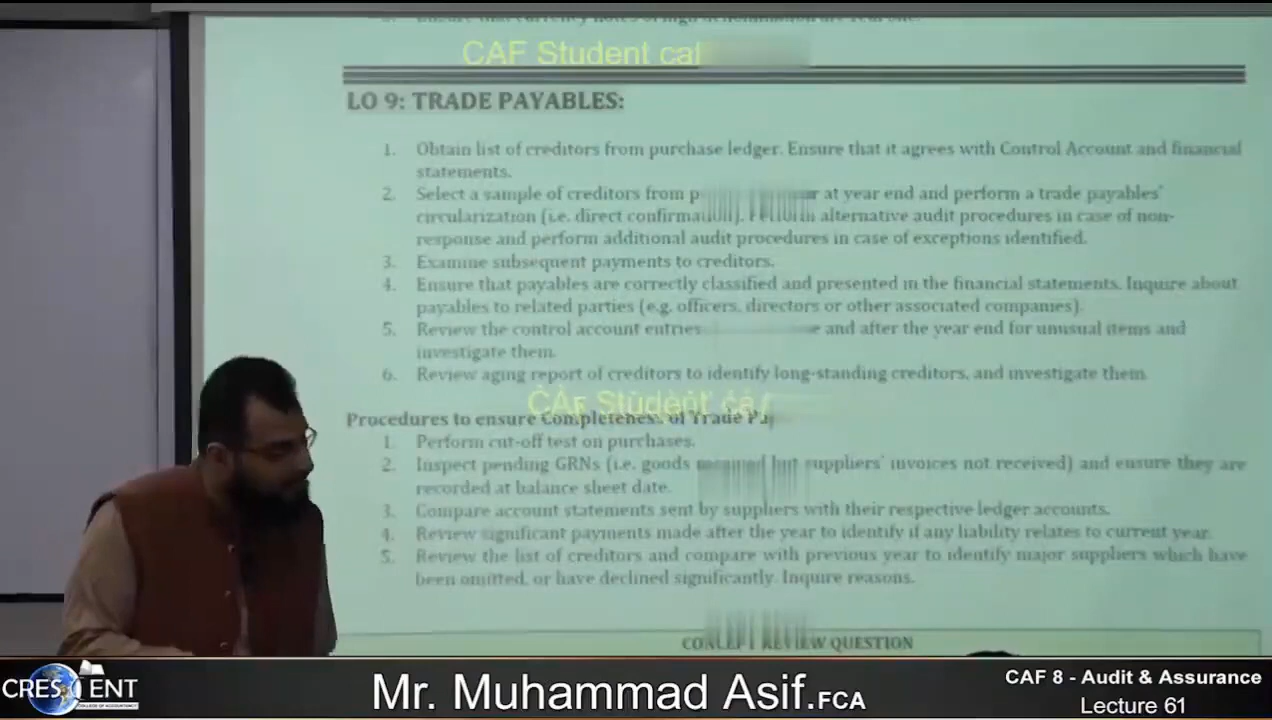 CAF Student cal
LO 9: TRADE PAYABLES:
1. Obtain list of creditors from purchase ledger. Ensure that it agrees with Control Account and financial
statements.
2. Select a sample of creditors from at year end and perform a trade payables'
circularization (i.e. direct confirmation). Perform alternative audit procedures in case of non-
response and perform additional audit procedures in case of exceptions identified.
3. Examine subsequent payments to creditors.
4. Ensure that payables are correctly classified and presented in the financial statements. Inquire about
payables to related parties (e.g. officers, directors or other associated companies).
5. Review the control account entries and after the year end for unusual items and
investigate them.
6. Review aging report of creditors to identify long-standing creditors, and investigate them
CAF Student ca
Procedures to ensure Completeness of Trade
1. Perform cut-off test on purchases.
2. Inspect pending GRNs (i.e. goods received but suppliers' invoices not received) and ensure they are
recorded at balance sheet date.
3. Compare account statements sent by suppliers with their respective ledger accounts.
4. Review significant payments made after the year to identify if any liability relates to current year.
5. Review the list of creditors and compare with previous year to identify major suppliers which have
been omitted, or have declined significantly. Inquire reasons.
CONCEPT REVIEW QUESTION
CRESCENT
COLLEGE OF ACCOUNTANCY
Mr. Muhammad Asif.FCA
CAF 8 - Audit & Assurance
Lecture 61